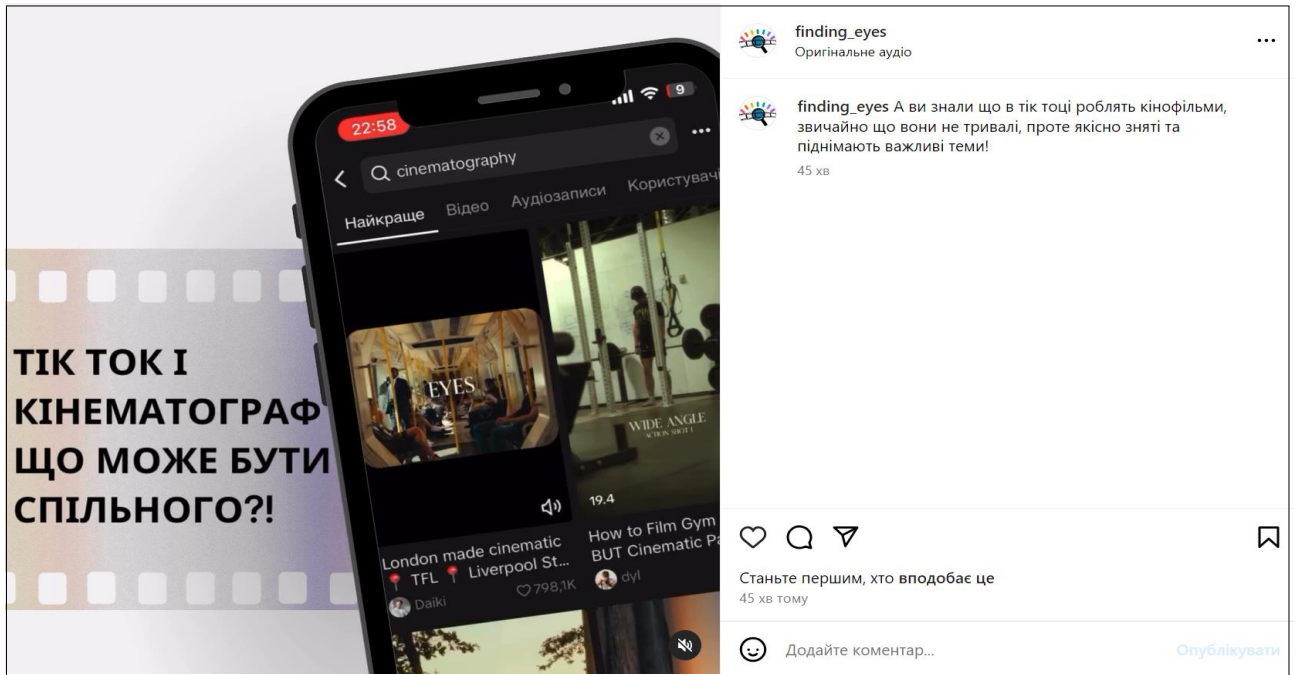 ТІК ТОК І
КІНЕМАТОГРАФ
ЩО МОЖЕ БУТИ
СПІЛЬНОГО?!
22:58
9
cinematography
Найкраще Відео Аудіозаписи Користувачі
EYES
WIDE ANGLE
ACTION SHOT 1
19.4
London made cinematic
📍 TFL 📍 Liverpool St...
Daiki 798,1K
How to Film Gym
BUT Cinematic Pa
dyl
finding_eyes
Оригінальне аудіо
finding_eyes А ви знали що в тік тоці роблять кінофільми,
звичайно що вони не тривалі, проте якісно зняті та
піднімають важливі теми!
45 хв
Станьте першим, хто вподобає це
45 хв тому
Додайте коментар...
Опублікувати